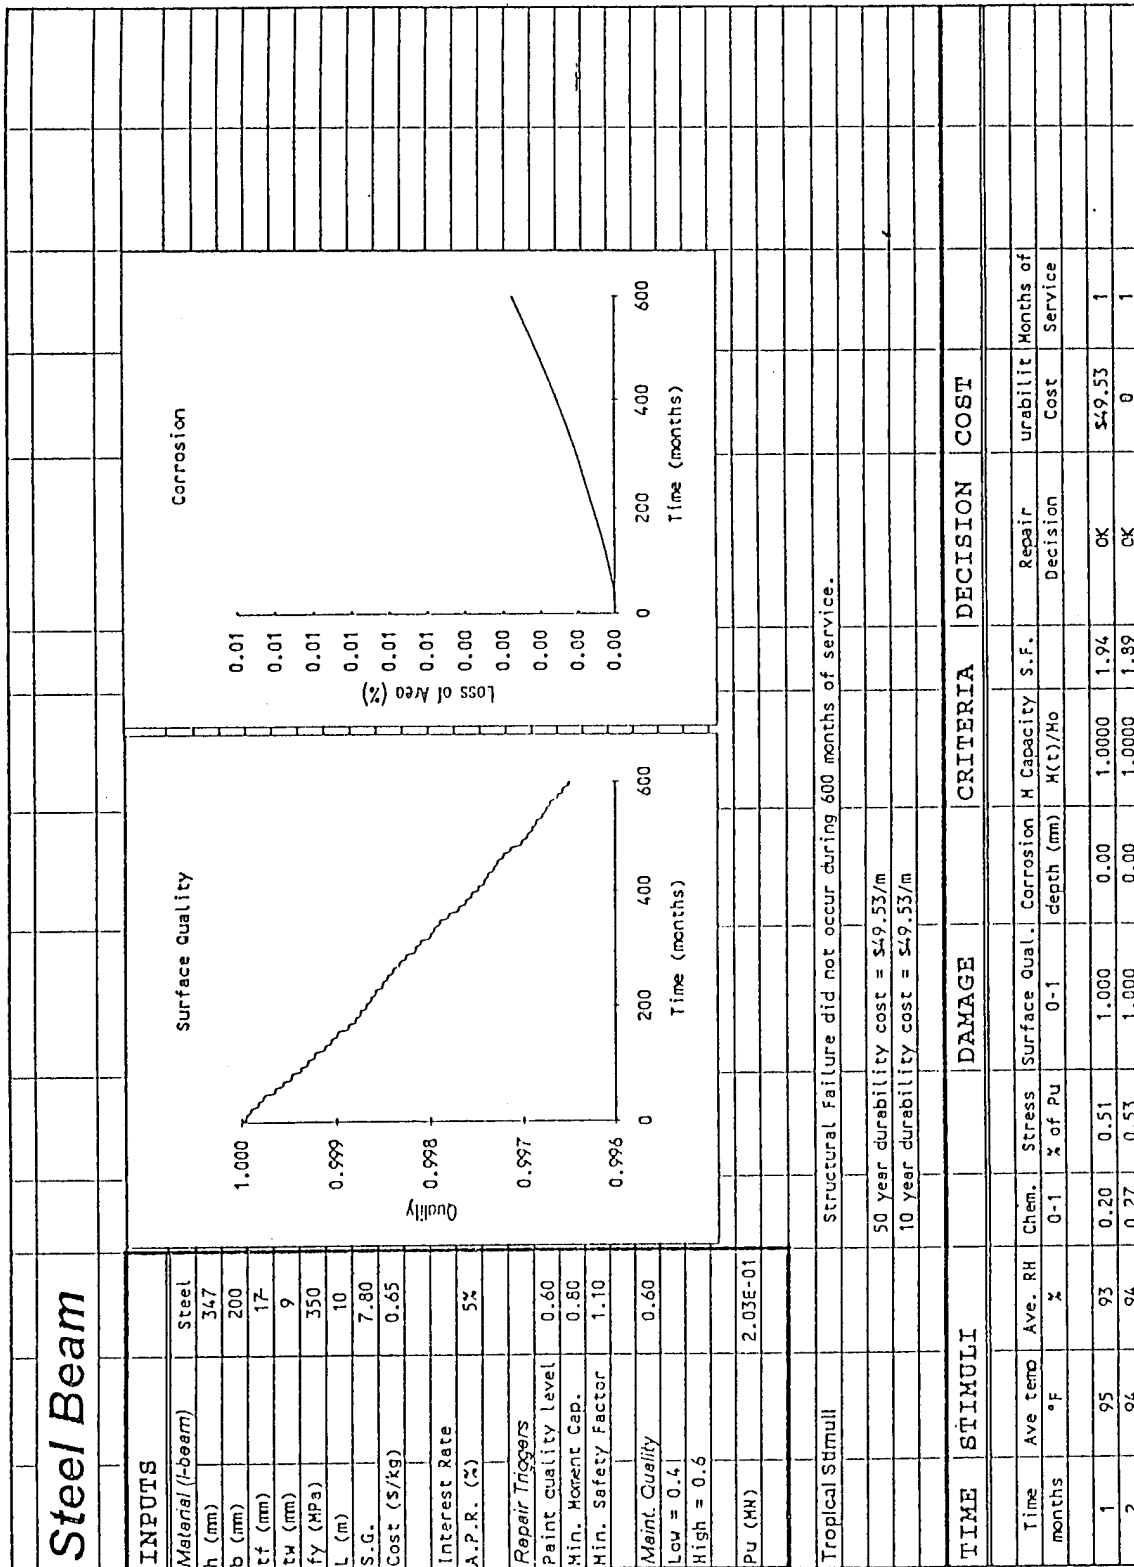 Steel Beam
INPUTS
Material (I-beam) Steel
h (mm) 347
b (mm) 200
tf (mm) 17
tw (mm) 9
fy (MPa) 350
L (m) 10
S.G. 7.80
Cost ($/kg) 0.65
Interest Rate
A.P.R. (%) 5%
Repair Triggers
Paint quality level 0.60
Min. Moment Cap. 0.80
Min. Safety Factor 1.10
Maint. Quality 0.60
Low = 0.4
High = 0.6
Pu (MN) 2.03E-01
Surface Quality
Quality
1.000
0.999
0.998
0.997
0.996
0 200 400 600
Time (months)
Corrosion
Loss of Area (%)
0.01
0.01
0.01
0.01
0.01
0.01
0.00
0.00
0.00
0.00
0.00
0 200 400 600
Time (months)
Tropical Stimuli Structural Failure did not occur during 600 months of service.
50 year durability cost = $49.53/m
10 year durability cost = $49.53/m
TIME STIMULI DAMAGE CRITERIA DECISION COST
Time Ave temp Ave. RH Chem. Stress Surface Qual. Corrosion M Capacity S.F. Repair urabilit Months of
months °F % 0-1 % of Pu 0-1 depth (mm) M(t)/Mo Decision Cost Service
1 95 93 0.20 0.51 1.000 0.00 1.0000 1.94 OK $49.53 1
2 94 94 0.27 0.53 1.000 0.00 1.0000 1.89 OK 0 1